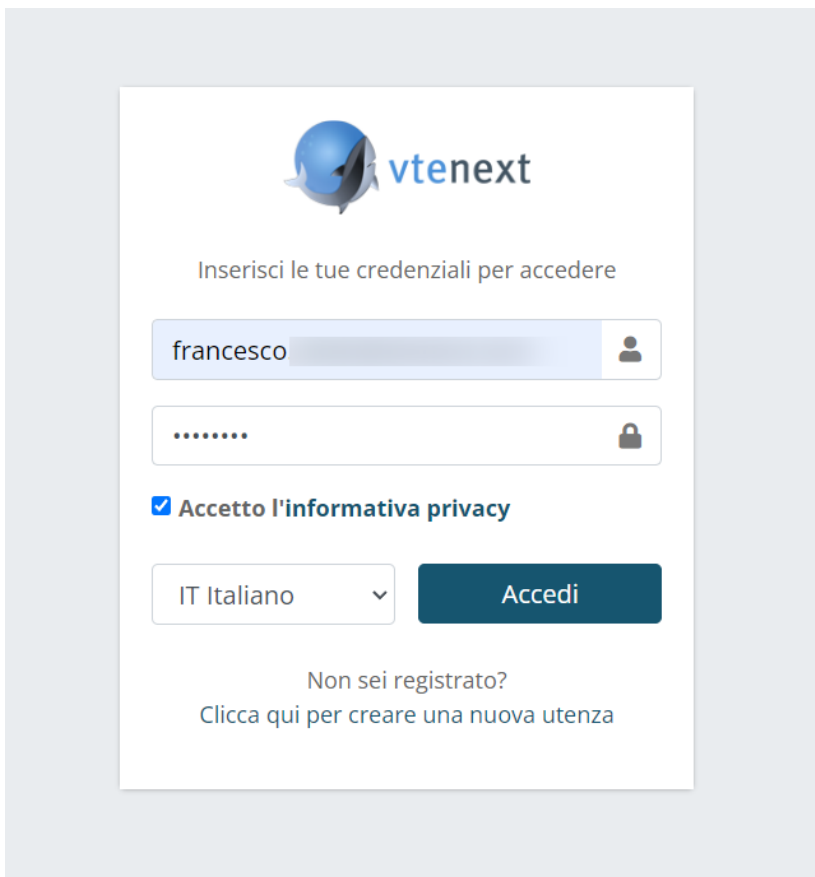 vtenext
Inserisci le tue credenziali per accedere
francesco
••••••••
Accetto l'informativa privacy
IT Italiano
Accedi
Non sei registrato?
Clicca qui per creare una nuova utenza